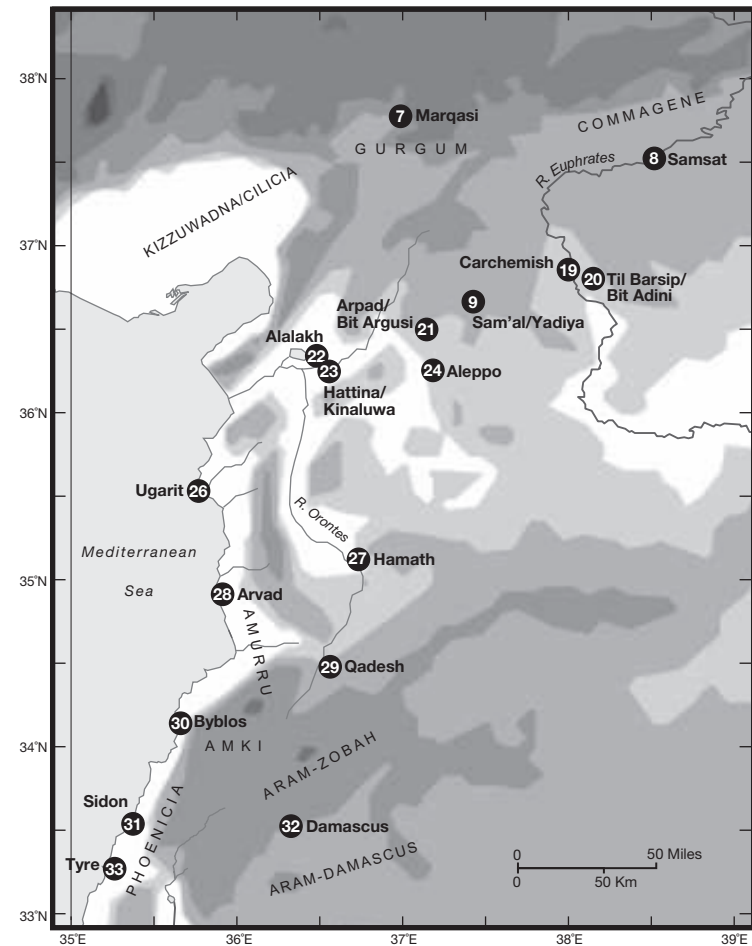 38°N
7 Marqasi
COMMAGENE
GURGUM
R. Euphrates
8 Samsat
KIZZUWADNA/CILICIA
37°N
Carchemish 19
20 Til Barsip/
Bit Adini
Arpad/
Bit Argusi
21
9
Sam'al/Yadiya
Alalakh
22
23
Hattina/
Kinaluwa
24 Aleppo
36°N
Ugarit 26
R. Orontes
Mediterranean
Sea
27 Hamath
35°N
28 Arvad
AMURRU
29 Qadesh
30 Byblos
AMKI
34°N
ARAM-ZOBAH
Sidon
31
PHOENICIA
32 Damascus
Tyre 33
ARAM-DAMASCUS
0 50 Miles
0 50 Km
33°N
35°E 36°E 37°E 38°E 39°E